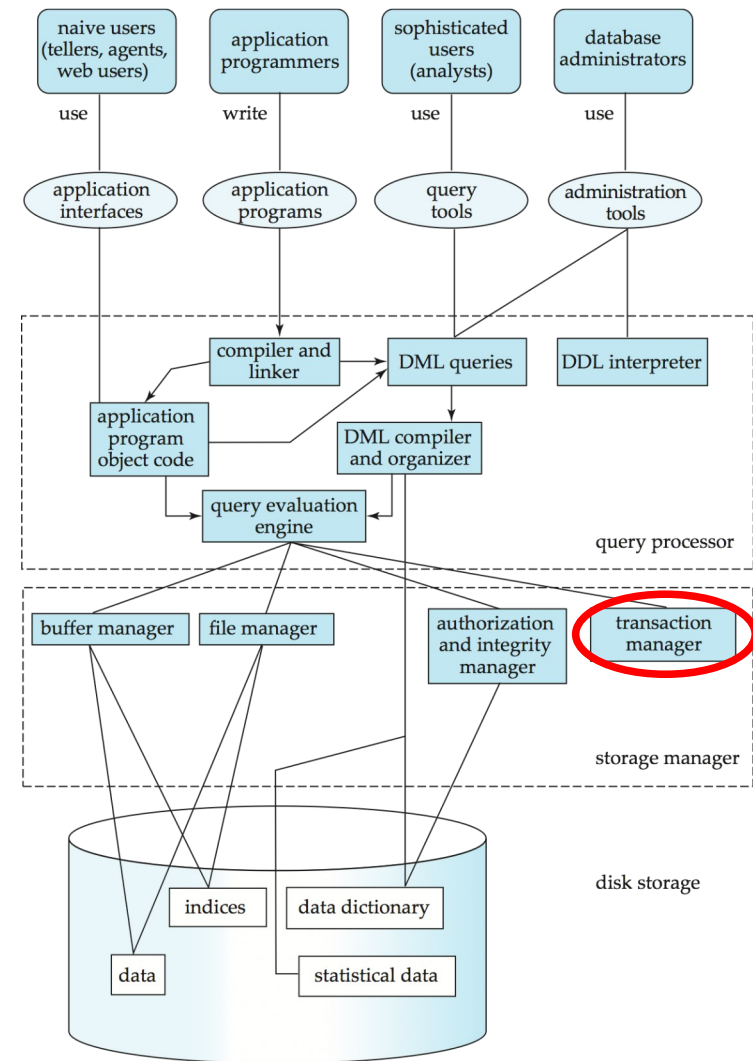 naive users
(tellers, agents,
web users)
application
programmers
sophisticated
users
(analysts)
database
administrators
use
write
use
use
application
interfaces
application
programs
query
tools
administration
tools
compiler and
linker
DML queries
DDL interpreter
application
program
object code
DML compiler
and organizer
query evaluation
engine
query processor
buffer manager
file manager
authorization
and integrity
manager
transaction
manager
storage manager
disk storage
indices
data dictionary
data
statistical data